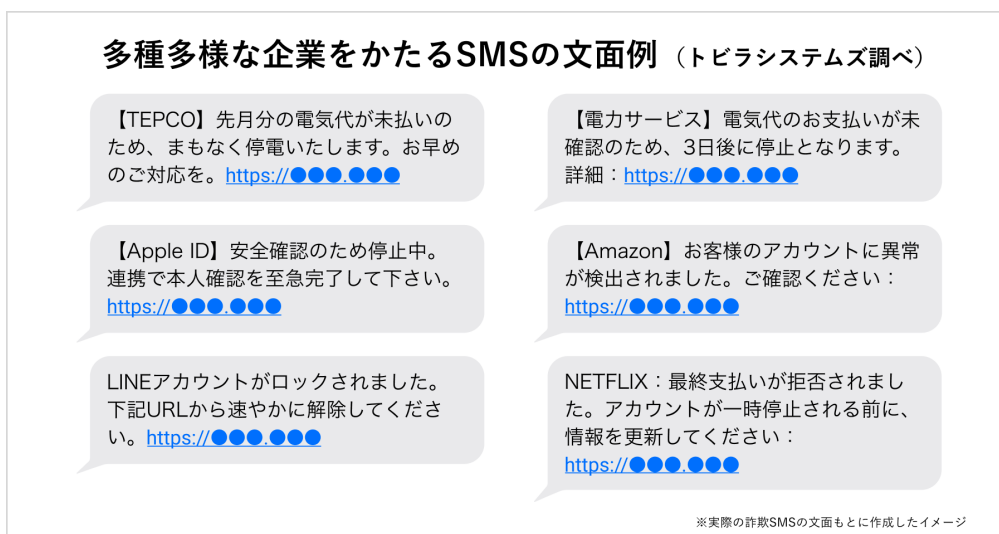 多種多様な企業をかたるSMSの文面例（トビラシステムズ調べ）
【TEPCO】先月分の電気代が未払いの
ため、まもなく停電いたします。お早め
のご対応を。https://●●●.●●●
【電力サービス】電気代のお支払いが未
確認のため、3日後に停止となります。
詳細：https://●●●.●●●
【Apple ID】安全確認のため停止中。
連携で本人確認を至急完了して下さい。
https://●●●.●●●
【Amazon】お客様のアカウントに異常
が検出されました。ご確認ください：
https://●●●.●●●
LINEアカウントがロックされました。
下記URLから速やかに解除してくださ
い。https://●●●.●●●
NETFLIX：最終支払いが拒否されまし
た。アカウントが一時停止される前に、
情報を更新してください：
https://●●●.●●●
※実際の詐欺SMSの文面もとに作成したイメージ